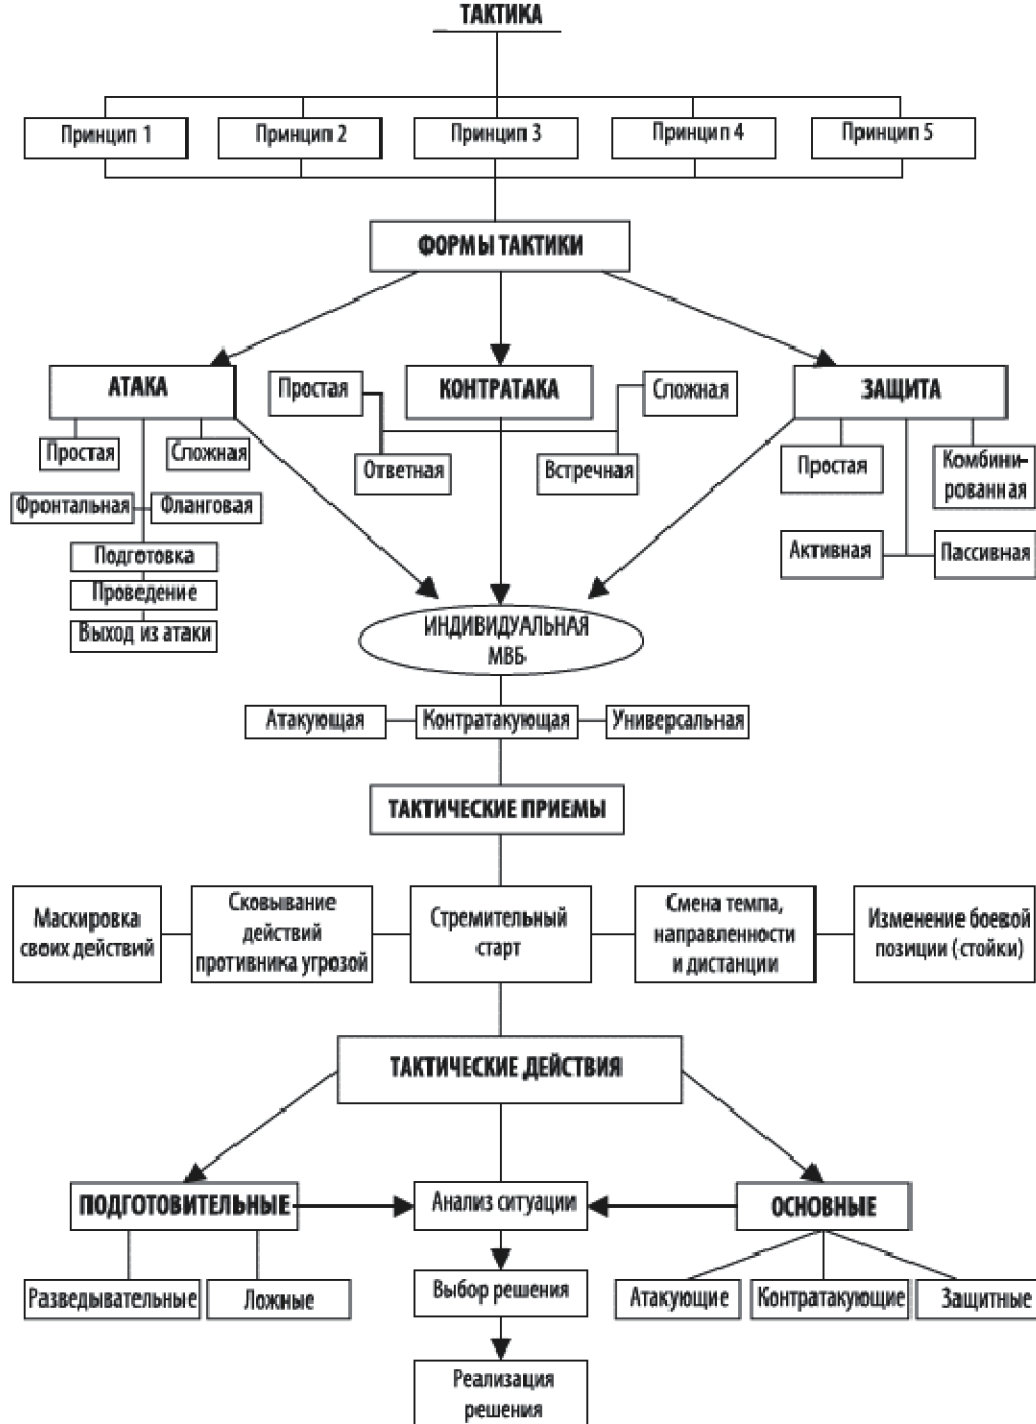 ТАКТИКА
Принцип 1
Принцип 2
Принцип 3
Принцип 4
Принцип 5
ФОРМЫ ТАКТИКИ
АТАКА
Простая
Сложная
Фронтальная
Фланговая
Подготовка
Проведение
Выход из атаки
КОНТРАТАКА
Простая
Сложная
Ответная
Встречная
ЗАЩИТА
Простая
Комбини-
рованная
Активная
Пассивная
ИНДИВИДУАЛЬНАЯ
МВБ
Атакующая
Контратакующая
Универсальная
ТАКТИЧЕСКИЕ ПРИЕМЫ
Маскировка
своих действий
Сковывание
действий
противника угрозой
Стремительный
старт
Смена темпа,
направленности
и дистанции
Изменение боевой
позиции (стойки)
ТАКТИЧЕСКИЕ ДЕЙСТВИЯ
ПОДГОТОВИТЕЛЬНЫЕ
Анализ ситуации
ОСНОВНЫЕ
Разведывательные
Ложные
Выбор решения
Атакующие
Контратакующие
Защитные
Реализация
решения